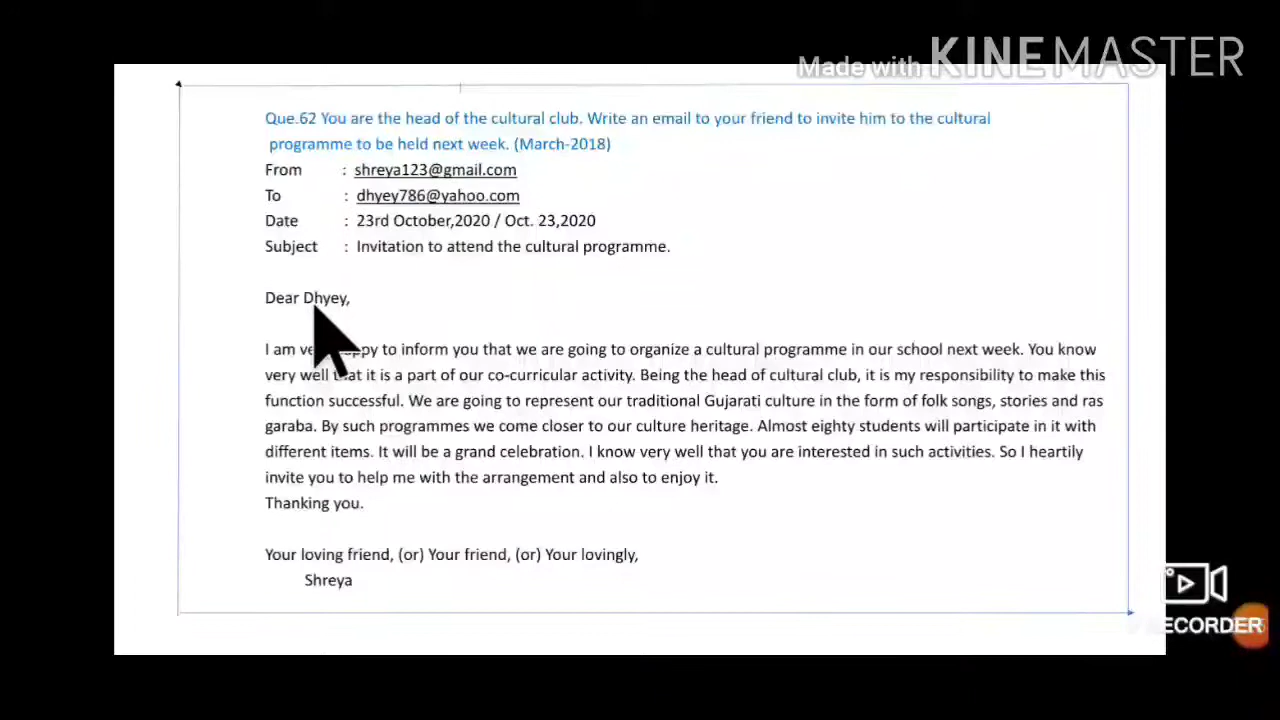 Made with KINEMASTER
Que.62 You are the head of the cultural club. Write an email to your friend to invite him to the cultural
programme to be held next week. (March-2018)
From : shreya123@gmail.com
To : dhyey786@yahoo.com
Date : 23rd October,2020 / Oct. 23,2020
Subject : Invitation to attend the cultural programme.
Dear Dhyey,
I am to inform you that we are going to organize a cultural programme in our school next week. You know
very well that it is a part of our co-curricular activity. Being the head of cultural club, it is my responsibility to make this
function successful. We are going to represent our traditional Gujarati culture in the form of folk songs, stories and ras
garaba. By such programmes we come closer to our culture heritage. Almost eighty students will participate in it with
different items. It will be a grand celebration. I know very well that you are interested in such activities. So I heartily
invite you to help me with the arrangement and also to enjoy it.
Thanking you.
Your loving friend, (or) Your friend, (or) Your lovingly,
Shreya
RECORDER